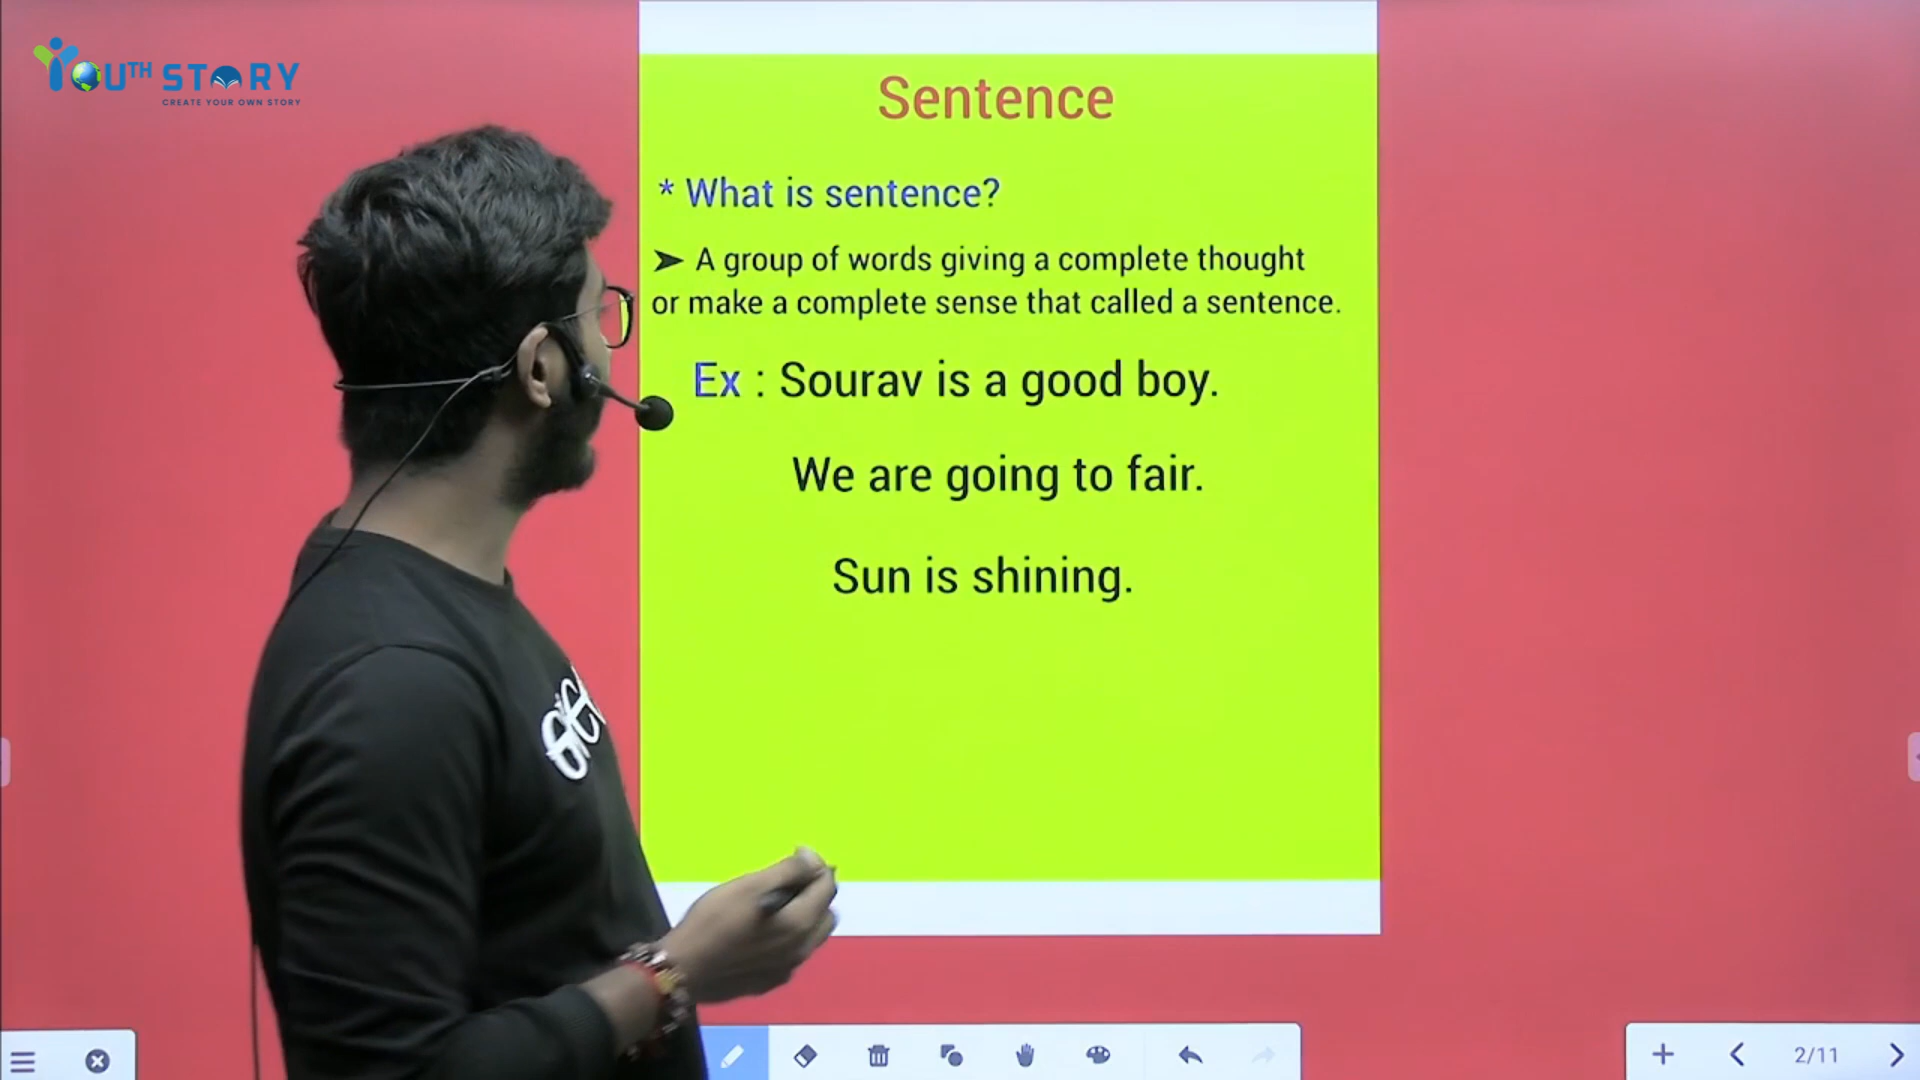 YOUTH STORY
CREATE YOUR OWN STORY
Sentence
* What is sentence?
➤ A group of words giving a complete thought
or make a complete sense that called a sentence.
Ex : Sourav is a good boy.
We are going to fair.
Sun is shining.
2/11